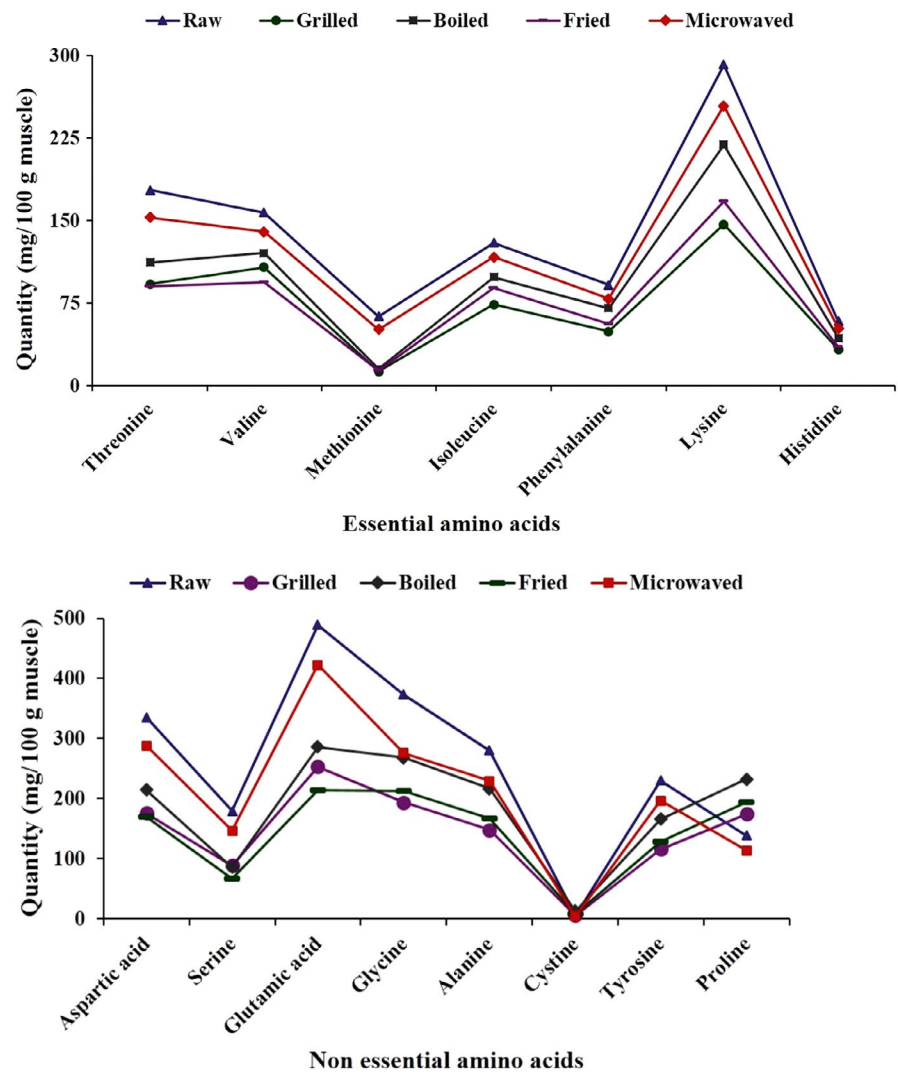 Raw Grilled Boiled Fried Microwaved
300
225
150
75
0
Quantity (mg/100 g muscle)
Threonine Valine Methionine Isoleucine Phenylalanine Lysine Histidine
Essential amino acids
Raw Grilled Boiled Fried Microwaved
500
400
300
200
100
0
Quantity (mg/100 g muscle)
Aspartic acid Serine Glutamic acid Glycine Alanine Cystine Tyrosine Proline
Non essential amino acids